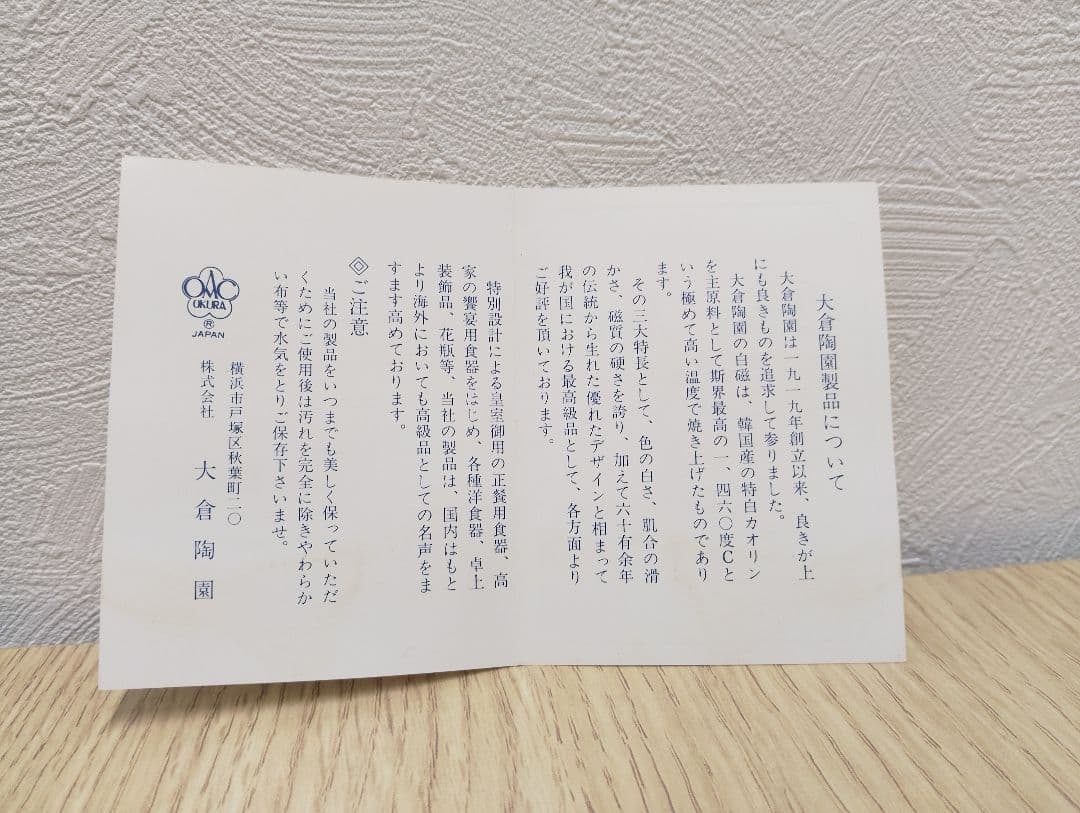 大倉陶園製品について
大倉陶園は一九一九年創立以来、良きが上
にも良きものを追求して参りました。
大倉陶園の白磁は、韓国産の特白カオリン
を主原料として斯界最高の一、四六〇度Cと
いう極めて高い温度で焼き上げたものであり
ます。
その三大特長として、色の白さ、肌合の滑
かさ、磁質の硬さを誇り、加えて六十有余年
の伝統から生れた優れたデザインと相まって
我が国における最高級品として、各方面より
ご好評を頂いております。
特別設計による皇室御用の正餐用食器、高
家の饗宴用食器をはじめ、各種洋食器、卓上
装飾品、花瓶等、当社の製品は、国内はもと
より海外においても高級品としての名声をま
すます高めております。
◈ご注意
当社の製品をいつまでも美しく保っていただ
くためにご使用後は汚れを完全に除きやわらか
い布等で水気をとりご保存下さいませ。
横浜市戸塚区秋葉町二〇
株式会社 大倉陶園
OAC
OKURA
®
JAPAN